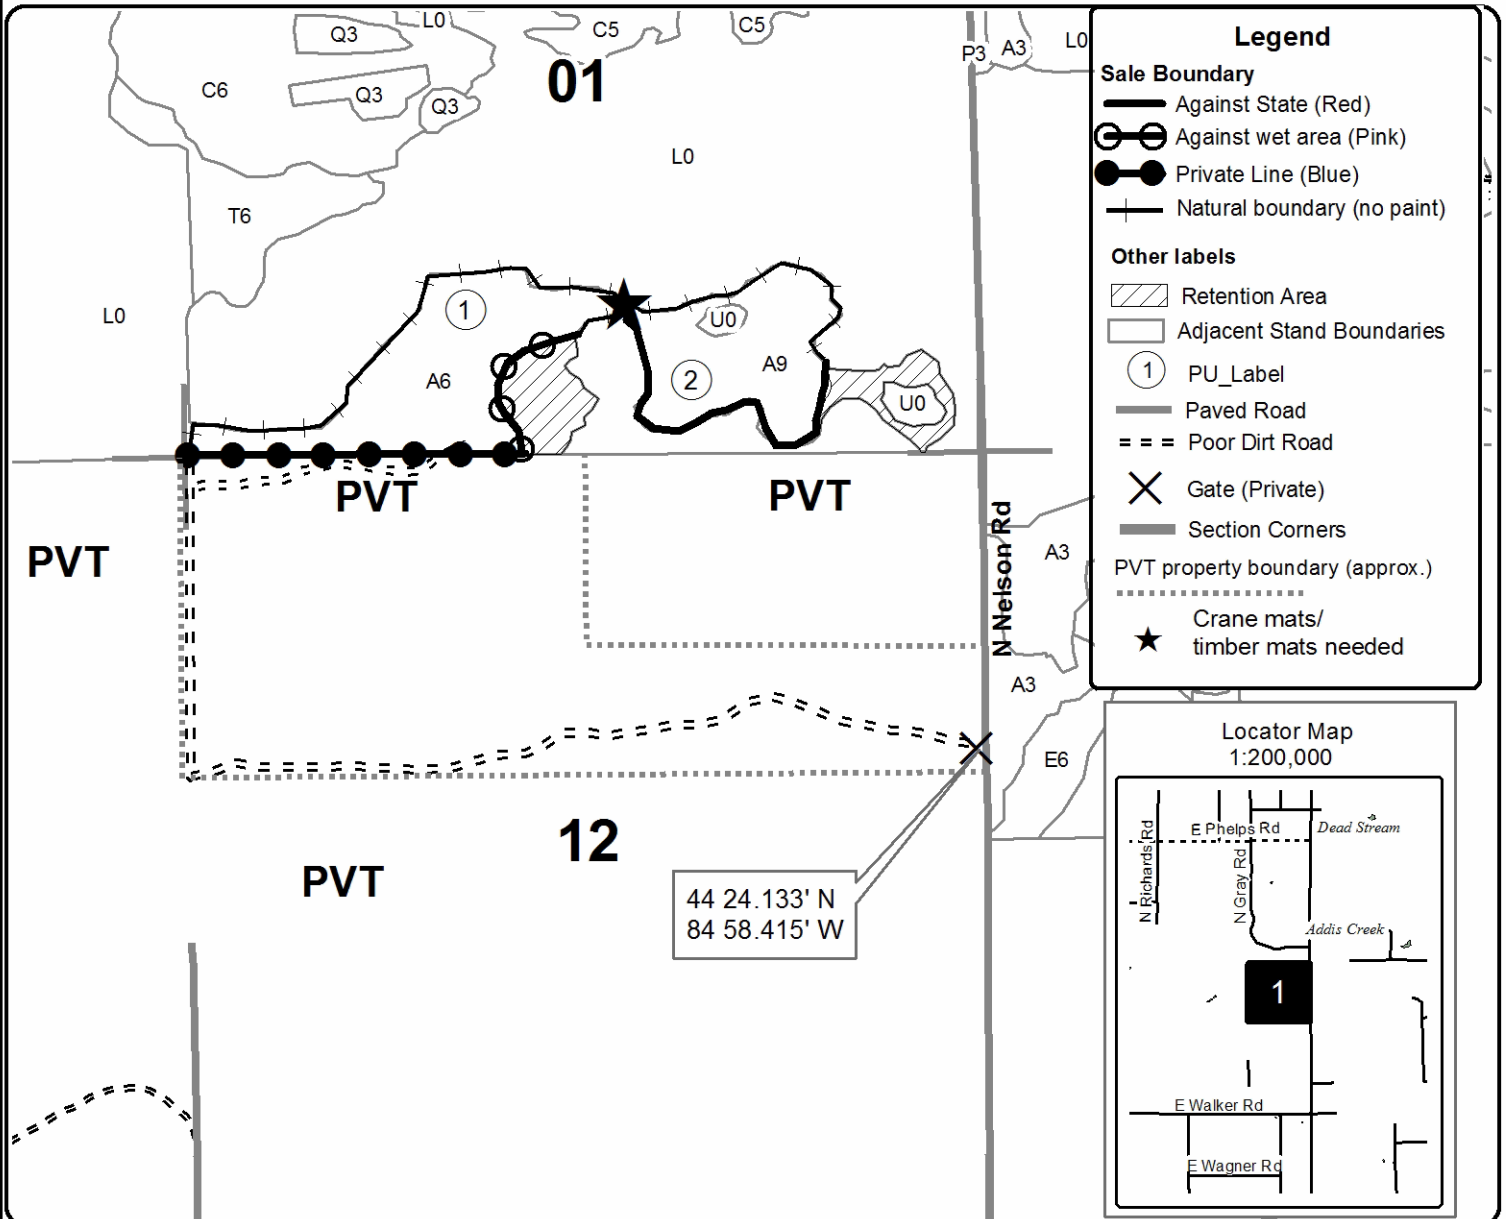 L0
Q3
C5
C5
P3
A3
L0
C6
Q3
Q3
01
L0
T6
L0
1
U0
A9
A6
2
U0
PVT
PVT
PVT
N Nelson Rd
A3
A3
E6
12
PVT
44 24.133' N
84 58.415' W
Legend
Sale Boundary
Against State (Red)
Against wet area (Pink)
Private Line (Blue)
Natural boundary (no paint)
Other labels
Retention Area
Adjacent Stand Boundaries
1 PU_Label
Paved Road
Poor Dirt Road
Gate (Private)
Section Corners
PVT property boundary (approx.)
Crane mats/
timber mats needed
Locator Map
1:200,000
E Phelps Rd
Dead Stream
N Richards Rd
N Gray Rd
Addis Creek
1
E Walker Rd
E Wagner Rd